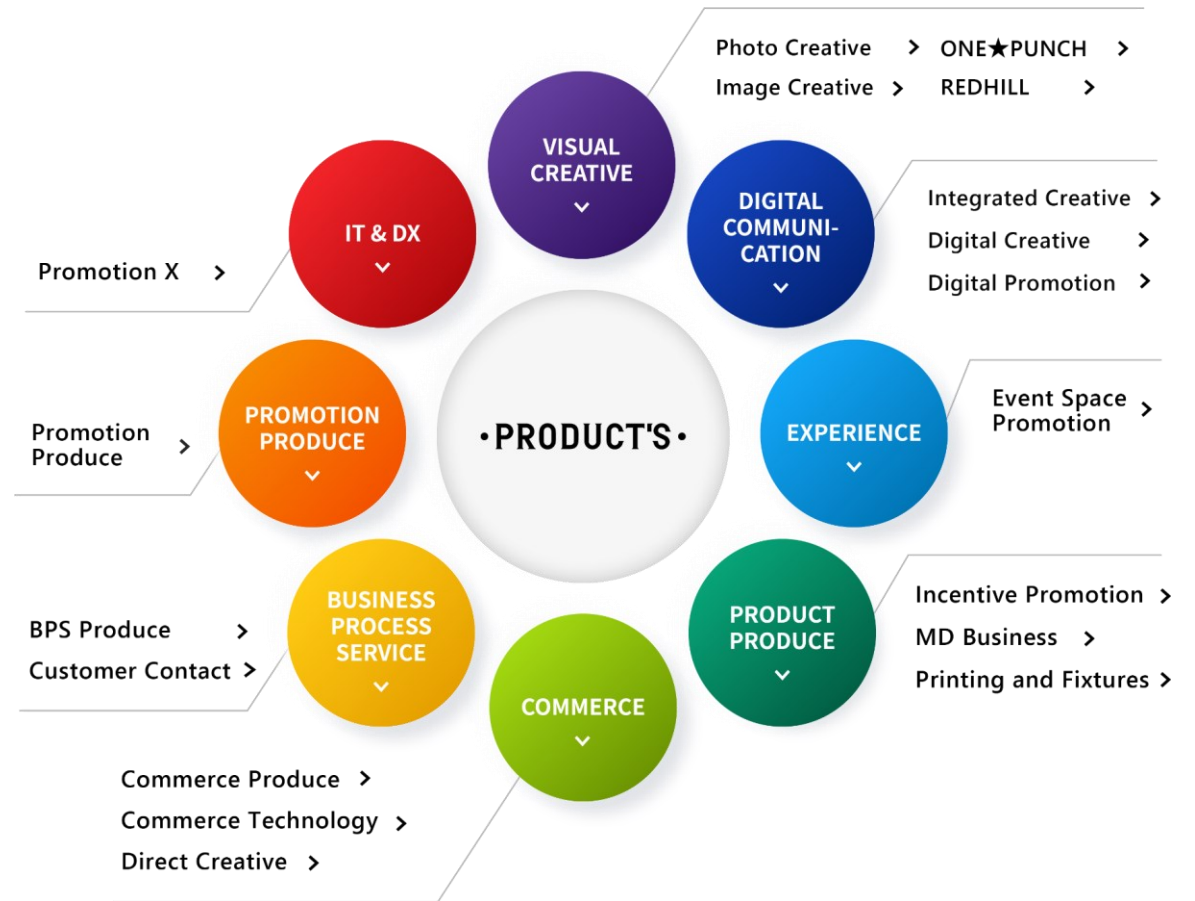 Photo Creative > ONE★PUNCH >
Image Creative > REDHILL >
VISUAL
CREATIVE
DIGITAL
COMMUNI-
CATION
Integrated Creative >
Digital Creative >
Digital Promotion >
IT & DX
Promotion X >
EXPERIENCE
Event Space
Promotion >
PROMOTION
PRODUCE
Promotion
Produce >
•PRODUCT'S•
PRODUCT
PRODUCE
Incentive Promotion >
MD Business >
Printing and Fixtures >
BUSINESS
PROCESS
SERVICE
BPS Produce >
Customer Contact >
COMMERCE
Commerce Produce >
Commerce Technology >
Direct Creative >